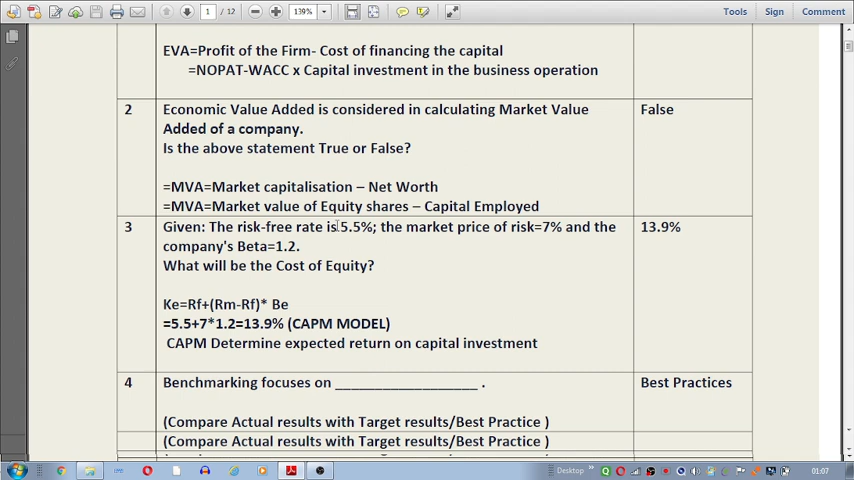 1 / 12
139%
Tools
Sign
Comment
EVA=Profit of the Firm- Cost of financing the capital
=NOPAT-WACC x Capital investment in the business operation
2
Economic Value Added is considered in calculating Market Value
False
Added of a company.
Is the above statement True or False?
=MVA=Market capitalisation – Net Worth
=MVA=Market value of Equity shares – Capital Employed
3
Given: The risk-free rate is 5.5%; the market price of risk=7% and the
13.9%
company's Beta=1.2.
What will be the Cost of Equity?
Ke=Rf+(Rm-Rf)* Be
=5.5+7*1.2=13.9% (CAPM MODEL)
CAPM Determine expected return on capital investment
4
Benchmarking focuses on __________________ .
Best Practices
(Compare Actual results with Target results/Best Practice )
(Compare Actual results with Target results/Best Practice )
Desktop
01:07